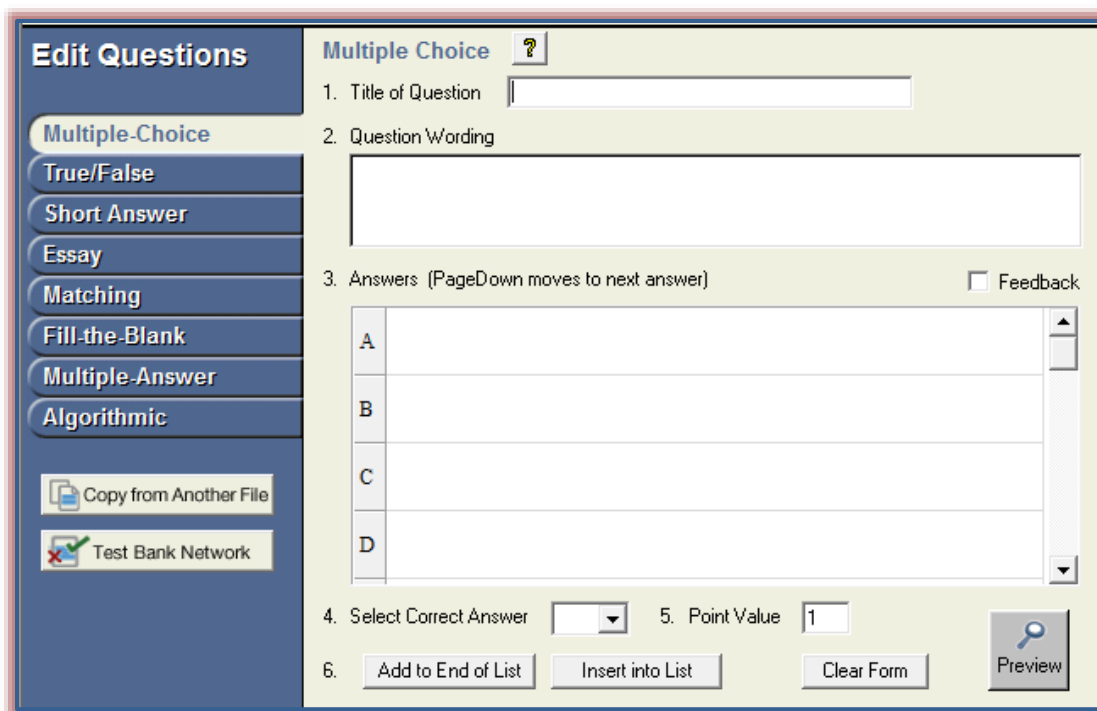 Edit Questions
Multiple-Choice
True/False
Short Answer
Essay
Matching
Fill-the-Blank
Multiple-Answer
Algorithmic
Copy from Another File
Test Bank Network
Multiple Choice ?
1. Title of Question
2. Question Wording
3. Answers (PageDown moves to next answer) Feedback
A
B
C
D
4. Select Correct Answer 5. Point Value 1
6. Add to End of List Insert into List Clear Form Preview